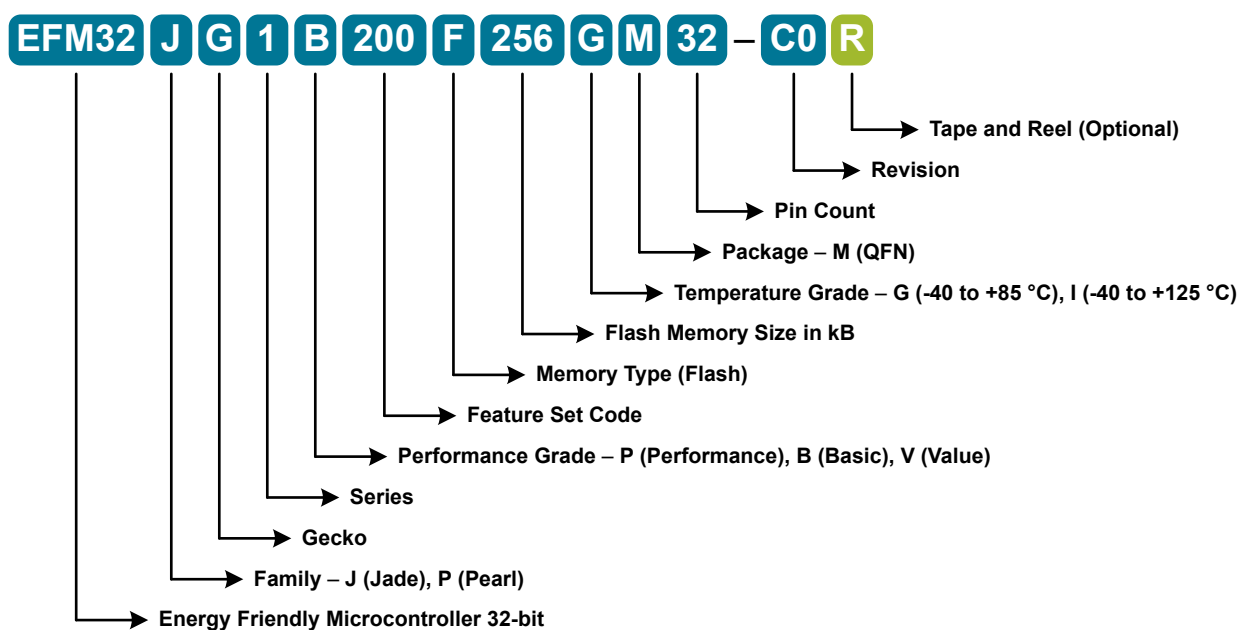 EFM32 J G 1 B 200 F 256 G M 32 – C0 R
Tape and Reel (Optional)
Revision
Pin Count
Package – M (QFN)
Temperature Grade – G (-40 to +85 °C), I (-40 to +125 °C)
Flash Memory Size in kB
Memory Type (Flash)
Feature Set Code
Performance Grade – P (Performance), B (Basic), V (Value)
Series
Gecko
Family – J (Jade), P (Pearl)
Energy Friendly Microcontroller 32-bit